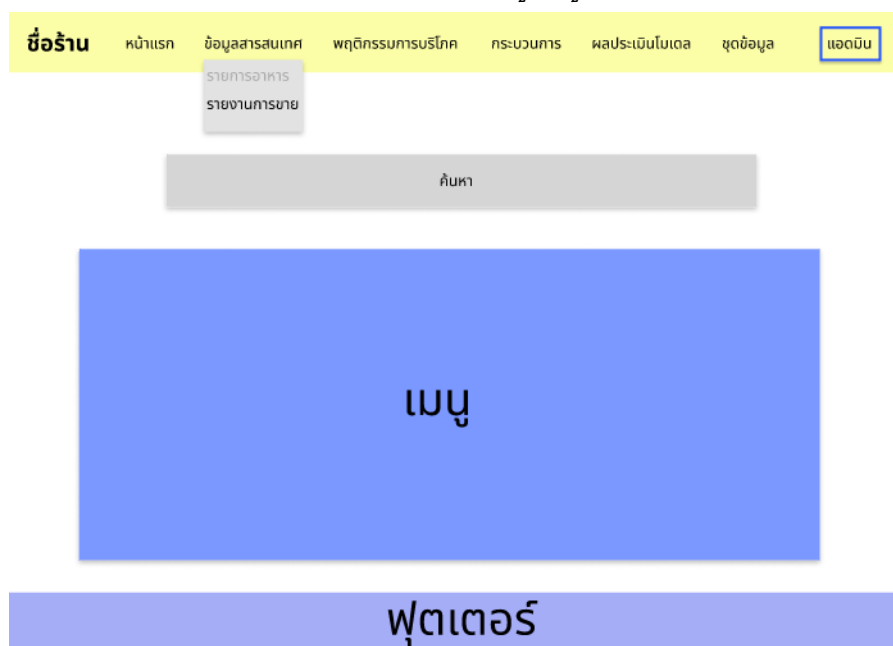 ชื่อร้าน หน้าแรก ข้อมูลสารสนเทศ พฤติกรรมการบริโภค กระบวนการ ผลประเมินโมเดล ชุดข้อมูล แอดมิน
รายการอาหาร
รายงานการขาย
ค้นหา
เมนู
ฟุตเตอร์